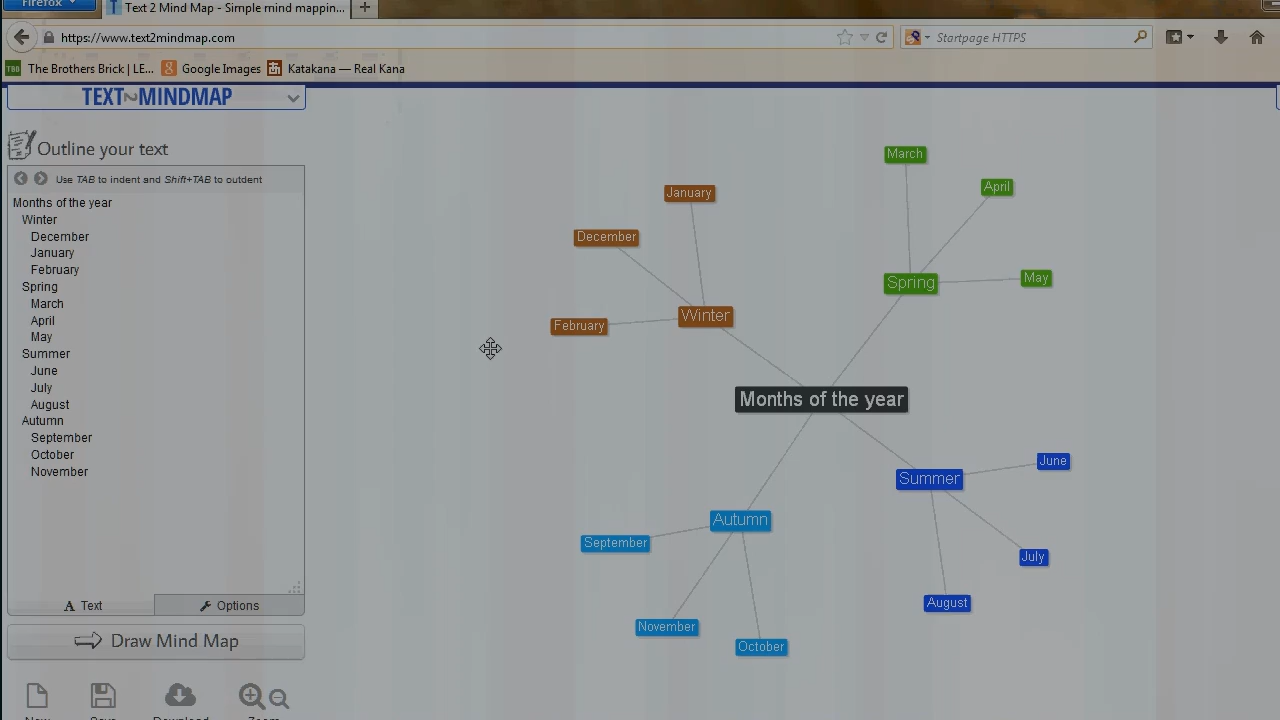 Firefox
Text 2 Mind Map - Simple mind mappin...
https://www.text2mindmap.com
Startpage HTTPS
The Brothers Brick | LE...
Google Images
Katakana — Real Kana
TEXT2MINDMAP
Outline your text
Use TAB to indent and Shift+TAB to outdent
Months of the year
Winter
December
January
February
Spring
March
April
May
Summer
June
July
August
Autumn
September
October
November
A Text
Options
Draw Mind Map
New
Save
Download
Zoom
March
April
January
December
Spring
May
Winter
February
Months of the year
June
Summer
Autumn
September
July
August
November
October